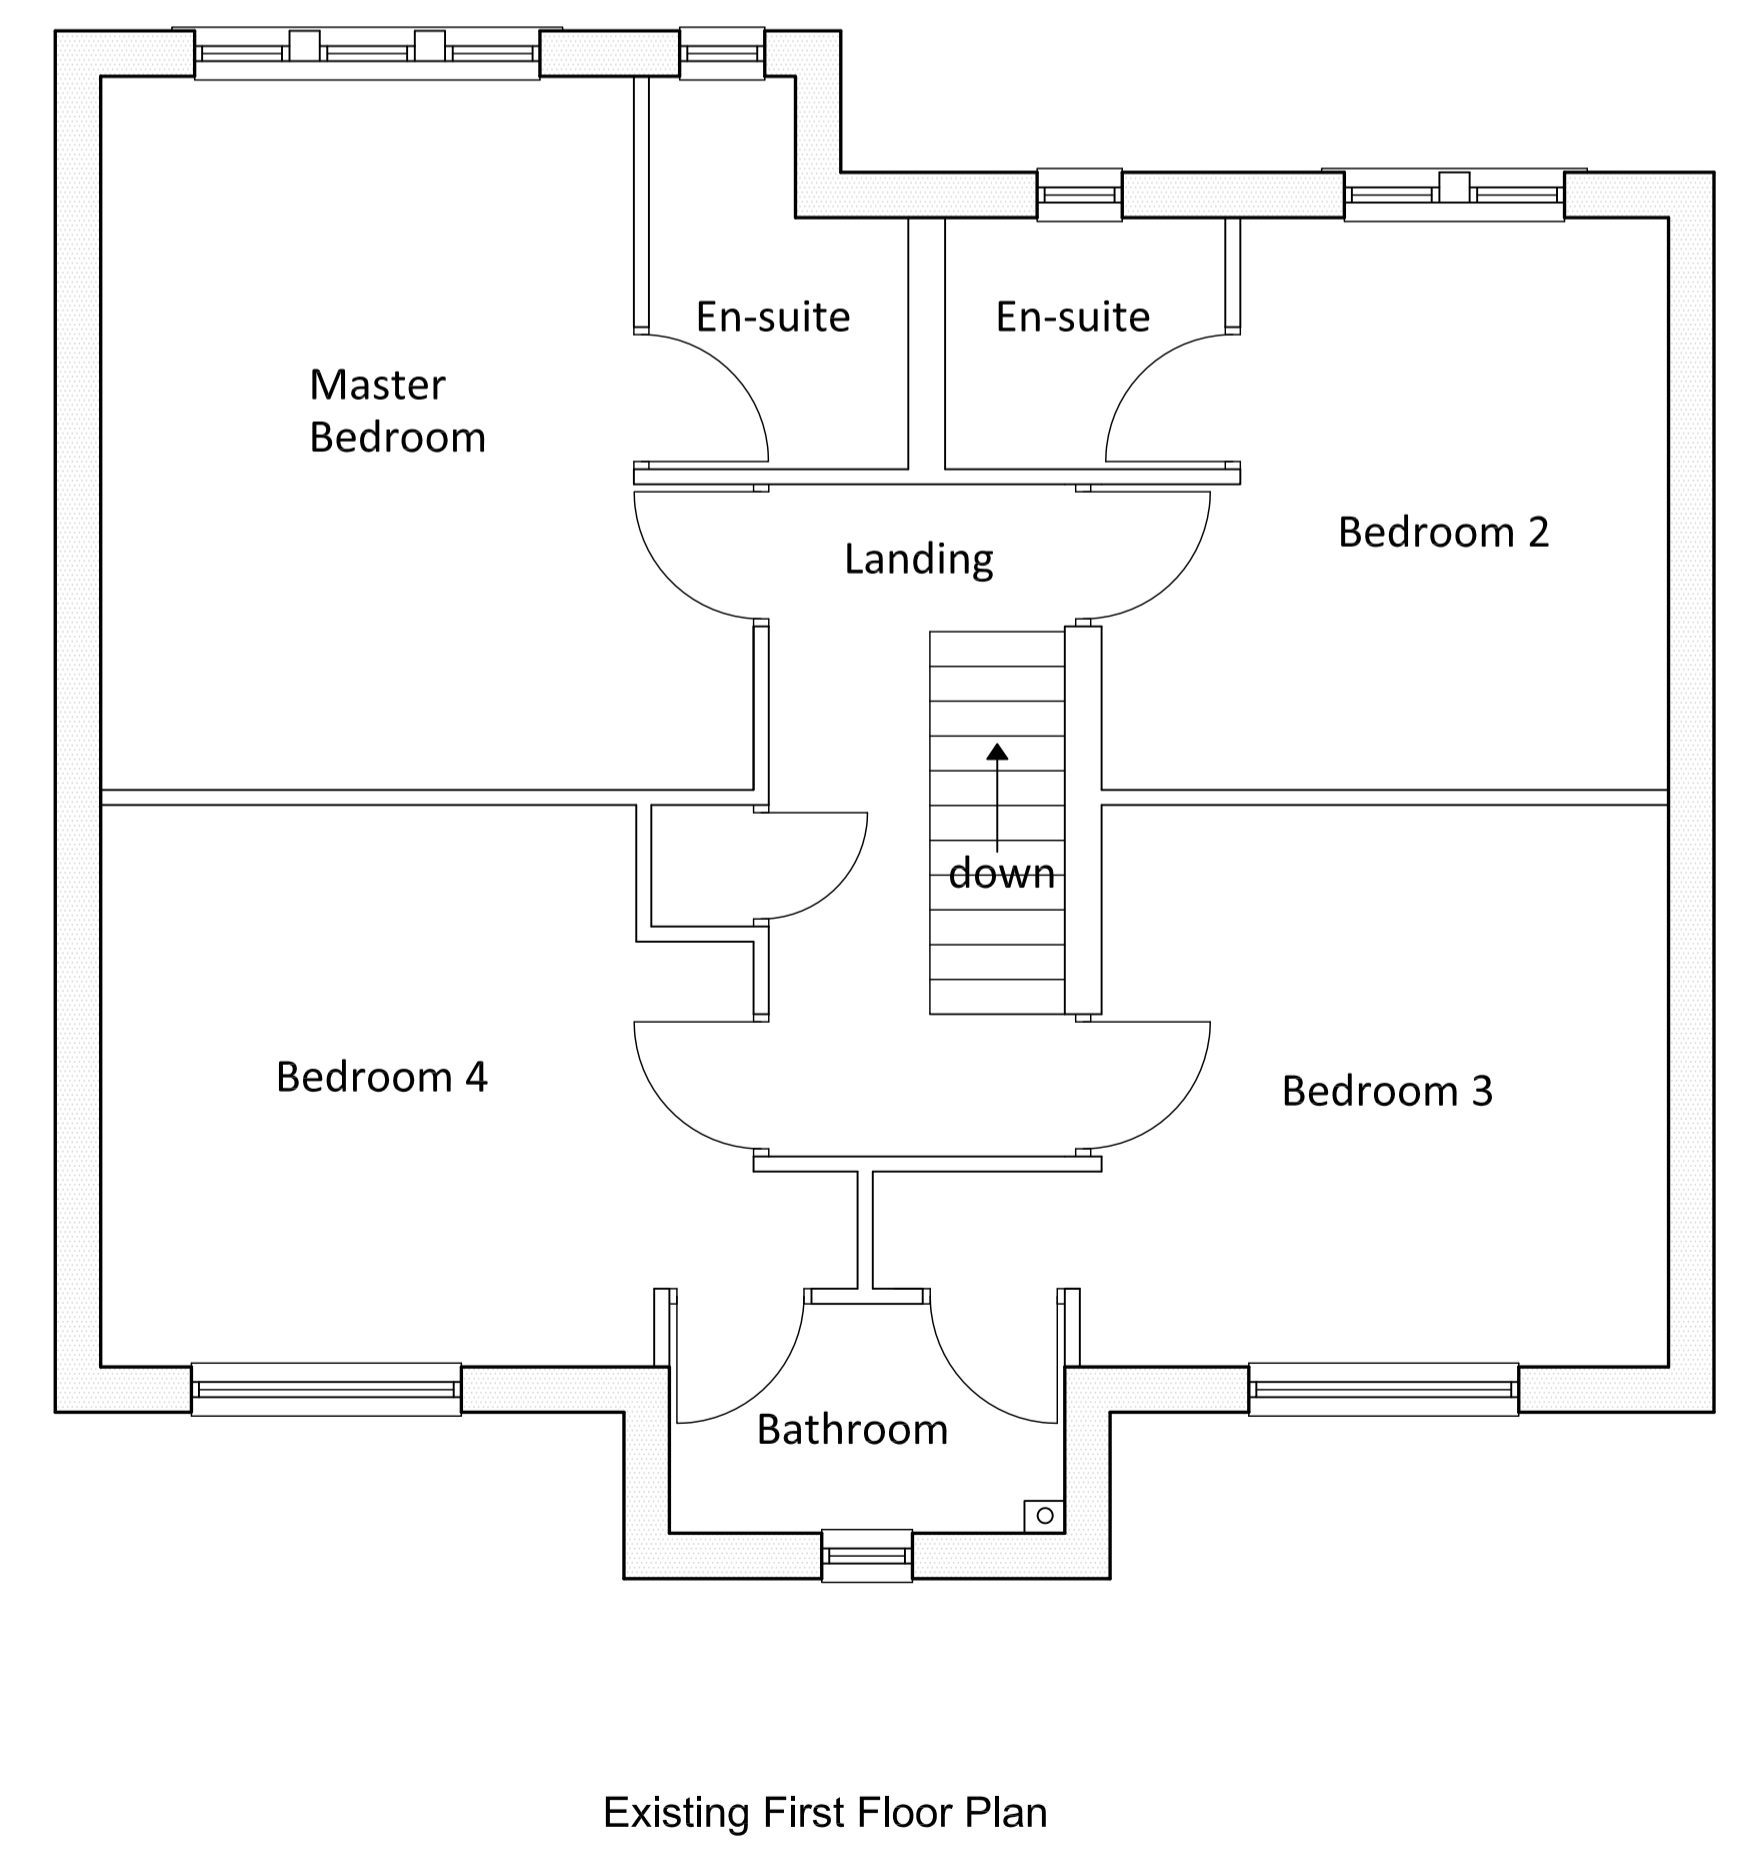 En-suite
En-suite
Master
Bedroom
Bedroom 2
Landing
down
Bedroom 4
Bedroom 3
Bathroom
Existing First Floor Plan